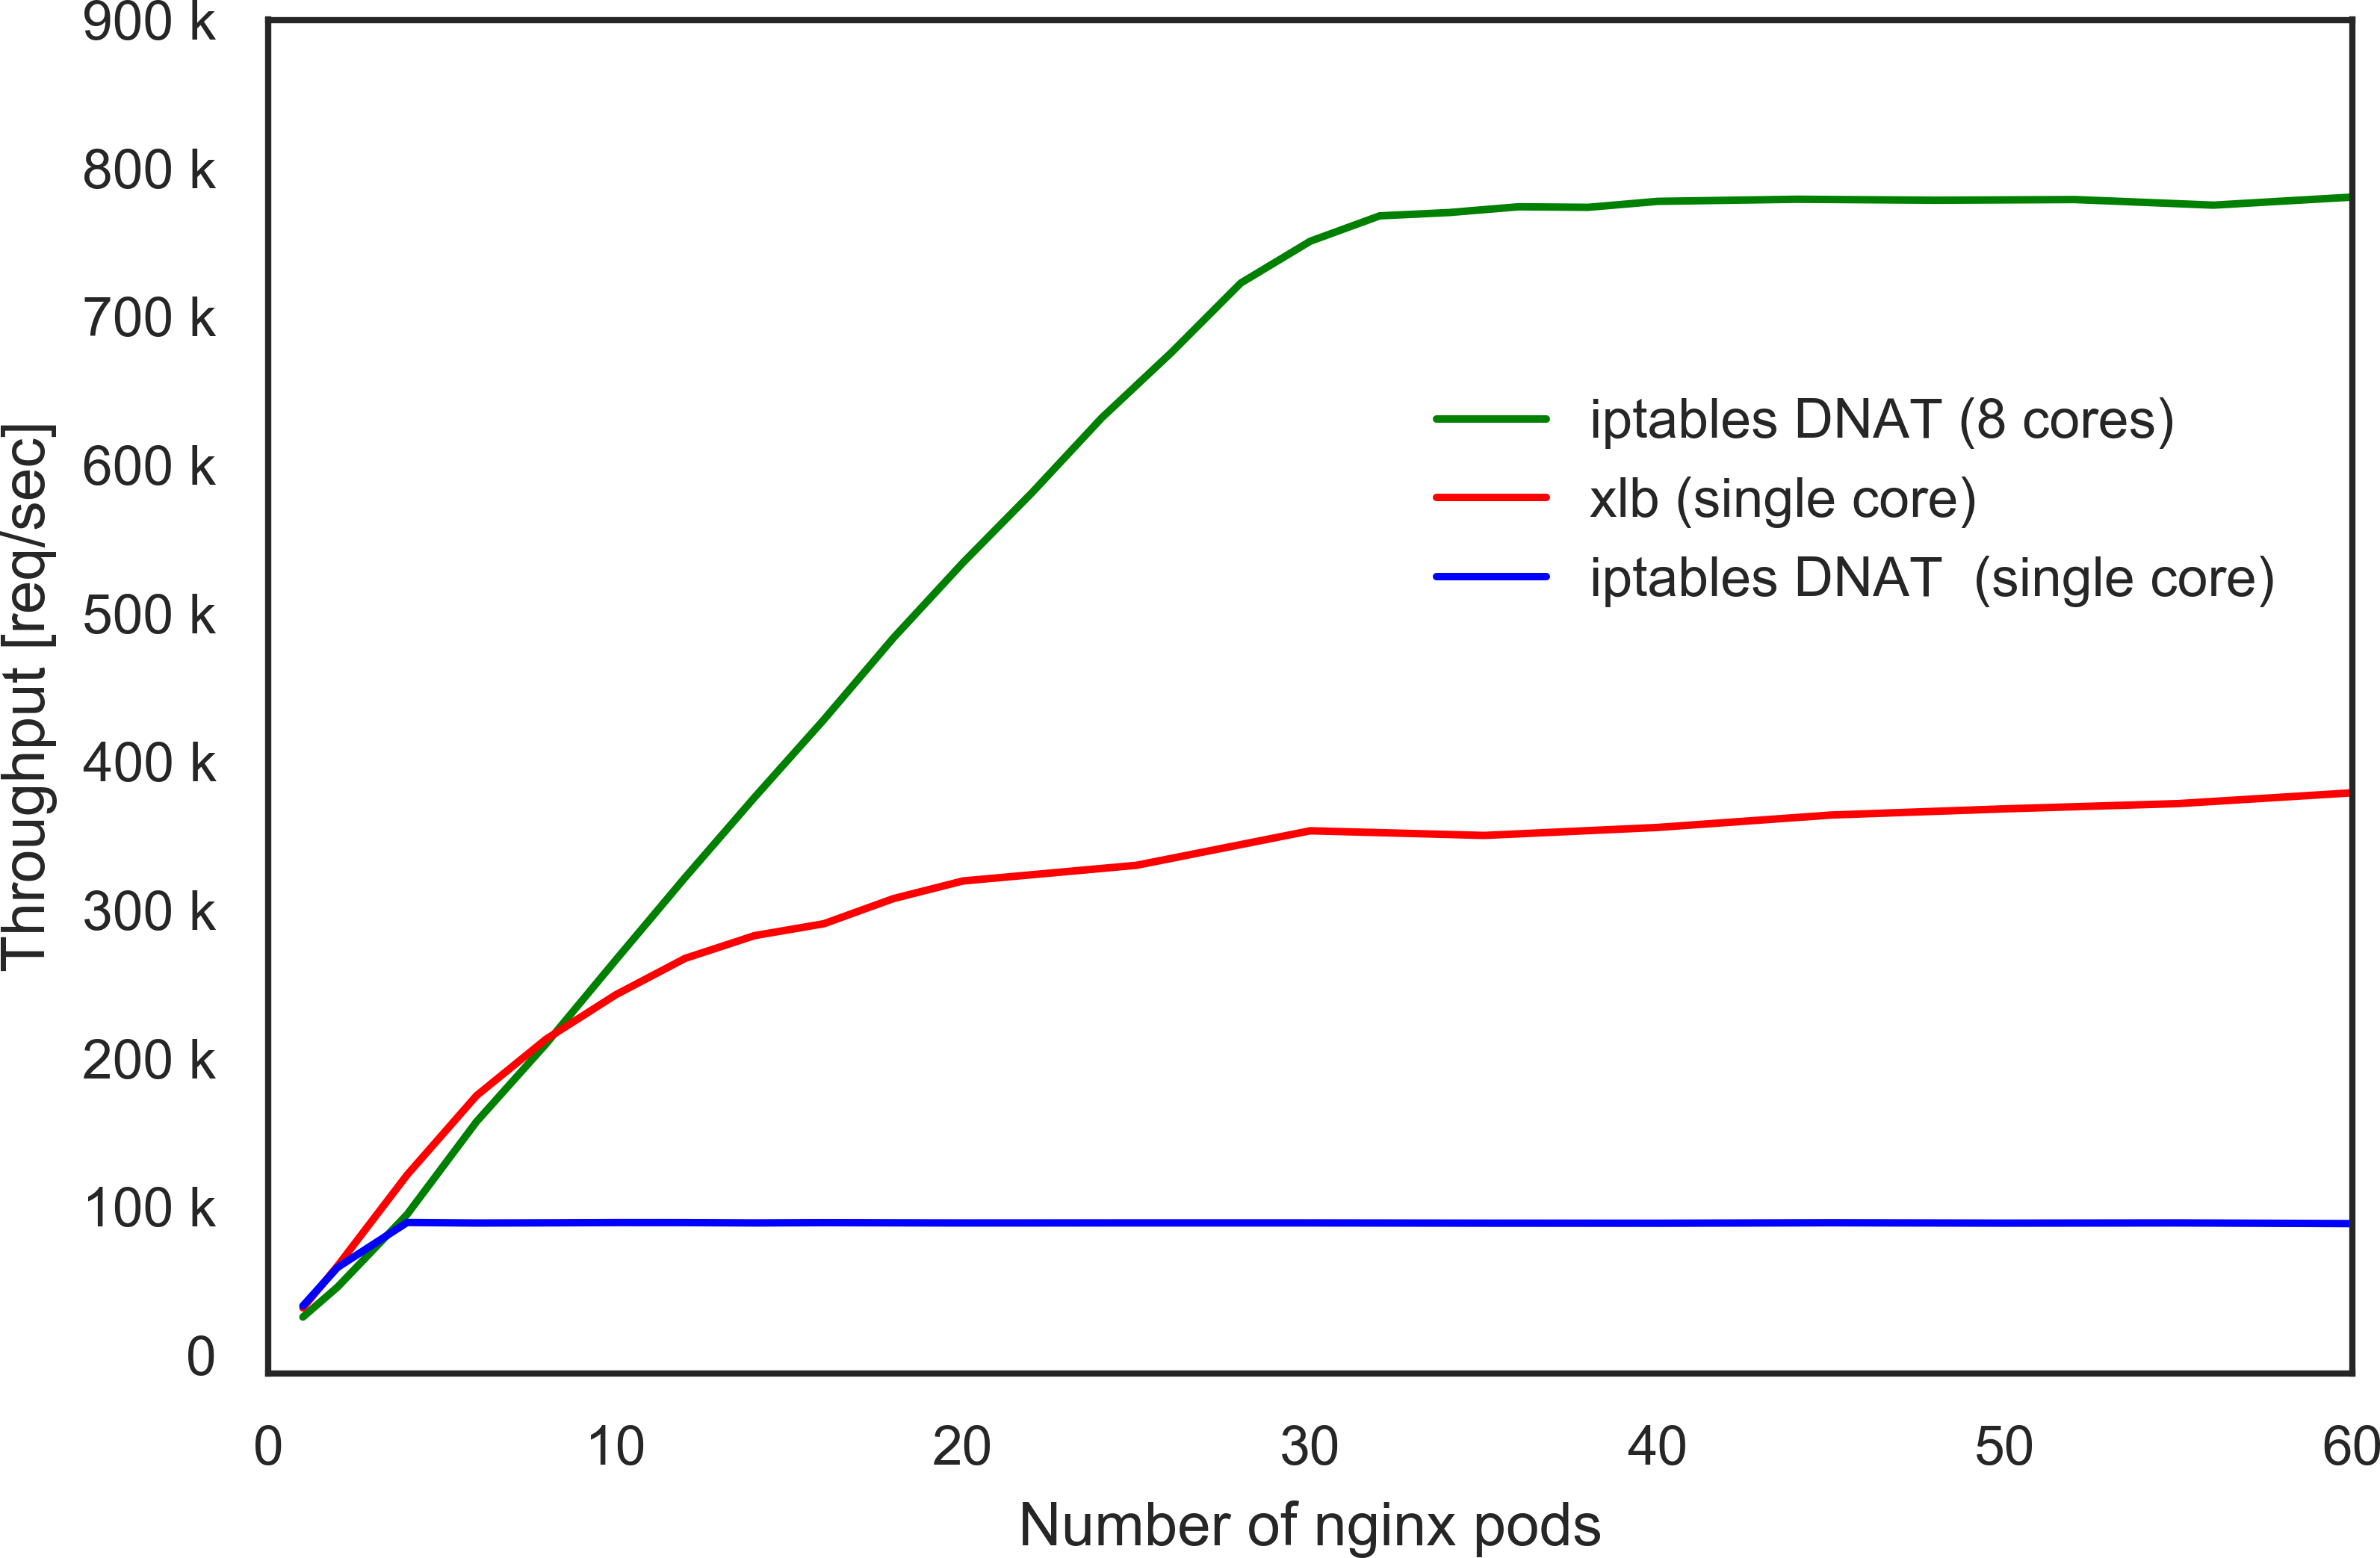 900 k
800 k
700 k
600 k
500 k
400 k
300 k
200 k
100 k
0
Throughput [req/sec]
iptables DNAT (8 cores)
xlb (single core)
iptables DNAT  (single core)
0 10 20 30 40 50 60
Number of nginx pods